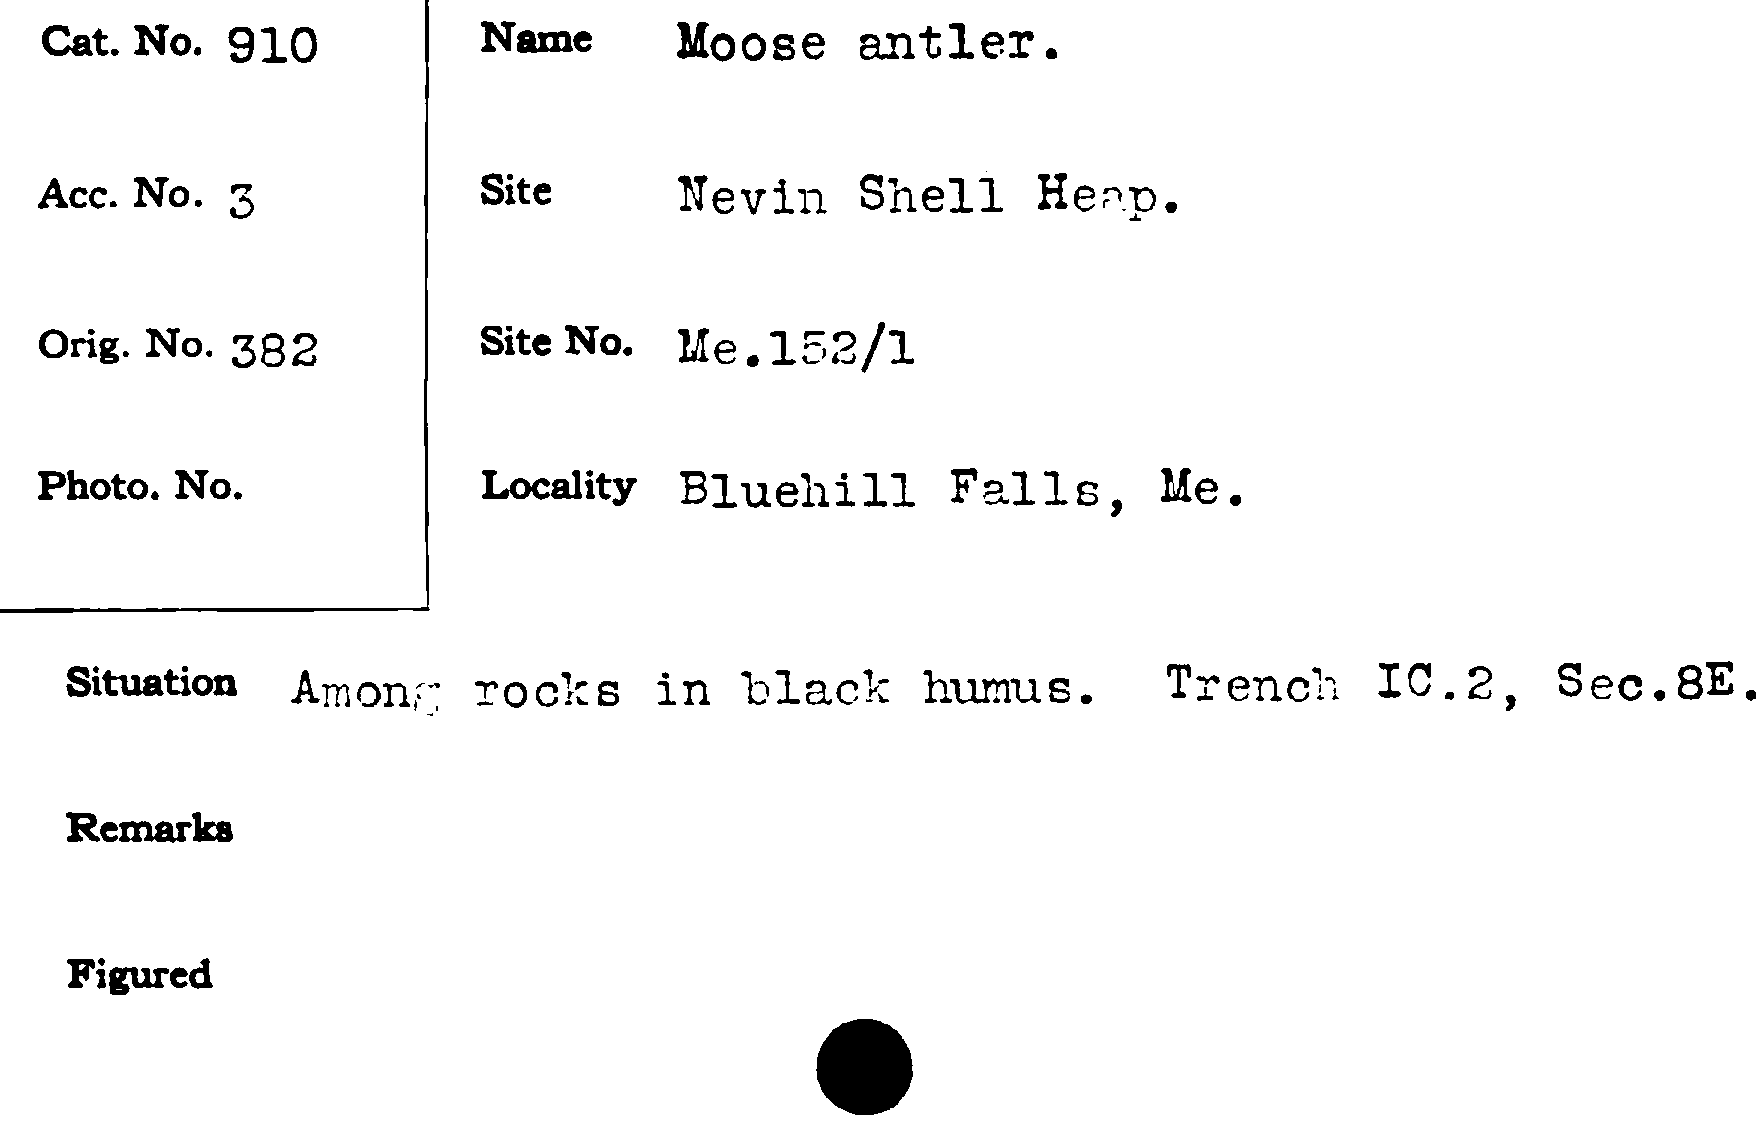 Cat. No. 910
Name Moose antler.
Acc. No. 3
Site Nevin Shell Heap.
Orig. No. 382
Site No. Me.152/1
Photo. No.
Locality Bluehill Falls, Me.
Situation Among rocks in black humus. Trench IC.2, Sec.8E.
Remarks
Figured